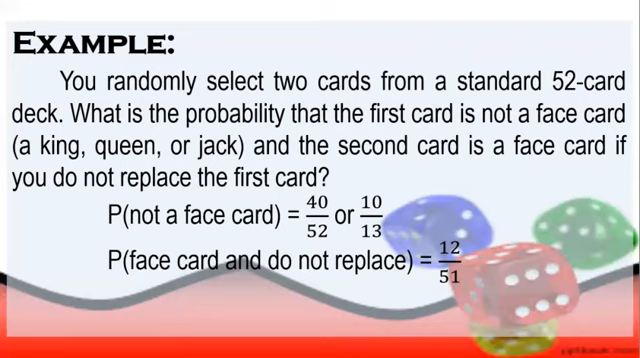 EXAMPLE:
You randomly select two cards from a standard 52-card
deck. What is the probability that the first card is not a face card
(a king, queen, or jack) and the second card is a face card if
you do not replace the first card?
P(not a face card) = 40/52 or 10/13
P(face card and do not replace) = 12/51